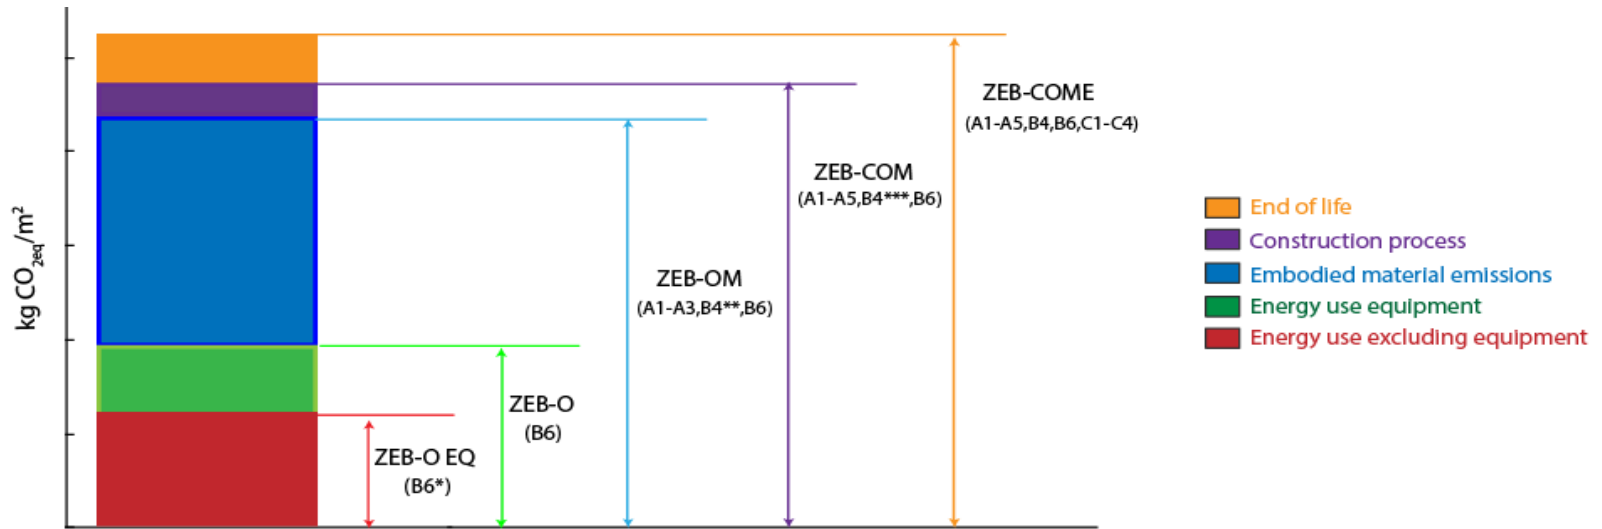 kg CO2eq/m²
ZEB-COME
(A1-A5,B4,B6,C1-C4)
ZEB-COM
(A1-A5,B4***,B6)
ZEB-OM
(A1-A3,B4**,B6)
ZEB-O
(B6)
ZEB-O EQ
(B6*)
End of life
Construction process
Embodied material emissions
Energy use equipment
Energy use excluding equipment